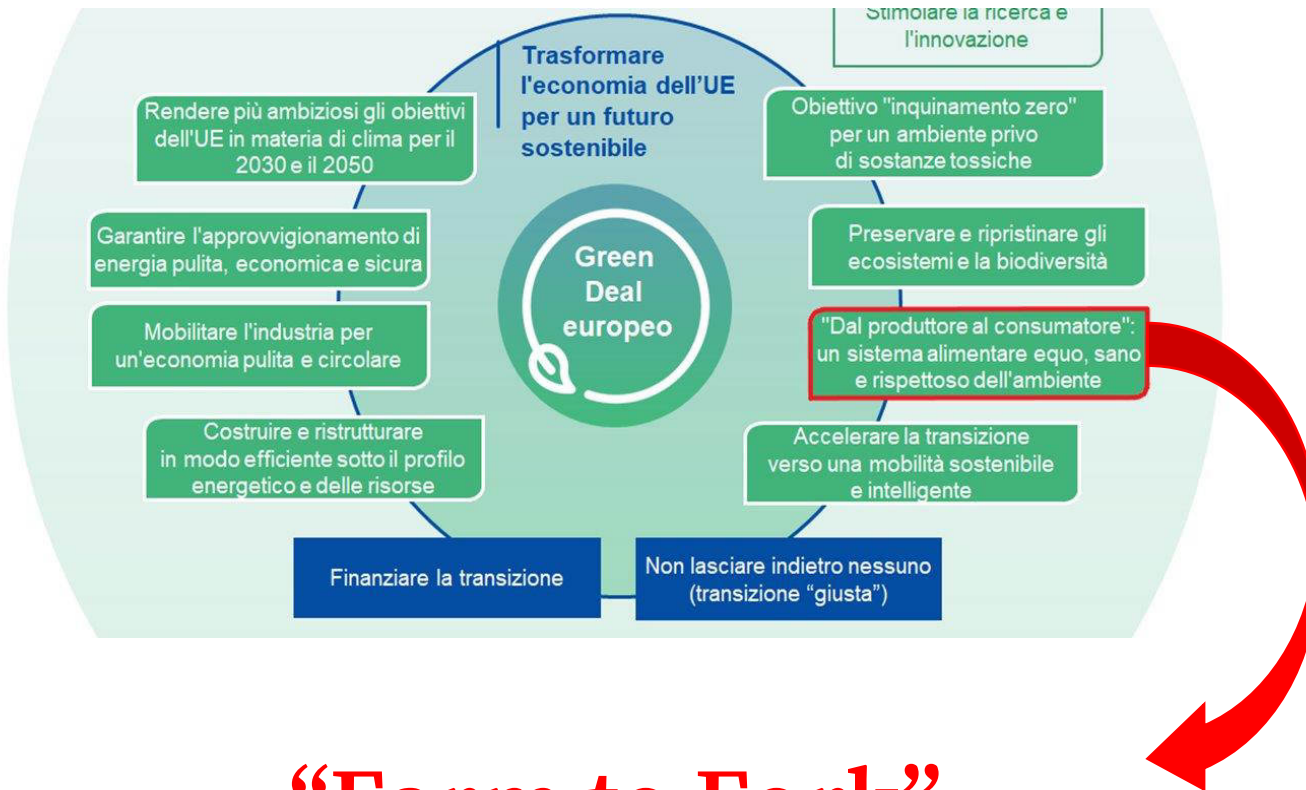 Stimolare la ricerca e
l'innovazione
Trasformare
l'economia dell'UE
per un futuro
sostenibile
Rendere più ambiziosi gli obiettivi
dell'UE in materia di clima per il
2030 e il 2050
Obiettivo "inquinamento zero"
per un ambiente privo
di sostanze tossiche
Garantire l'approvvigionamento di
energia pulita, economica e sicura
Green
Deal
europeo
Preservare e ripristinare gli
ecosistemi e la biodiversità
Mobilitare l'industria per
un'economia pulita e circolare
"Dal produttore al consumatore":
un sistema alimentare equo, sano
e rispettoso dell'ambiente
Costruire e ristrutturare
in modo efficiente sotto il profilo
energetico e delle risorse
Accelerare la transizione
verso una mobilità sostenibile
e intelligente
Finanziare la transizione
Non lasciare indietro nessuno
(transizione “giusta”)
“Farm to Fork”